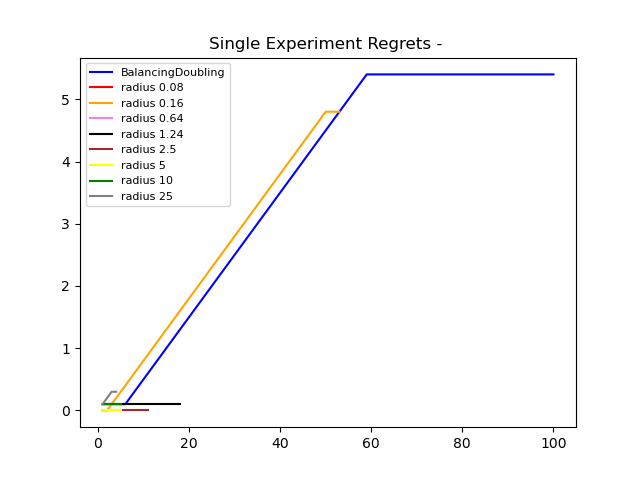 Single Experiment Regrets -
BalancingDoubling
radius 0.08
radius 0.16
radius 0.64
radius 1.24
radius 2.5
radius 5
radius 10
radius 25
5
4
3
2
1
0
0 20 40 60 80 100